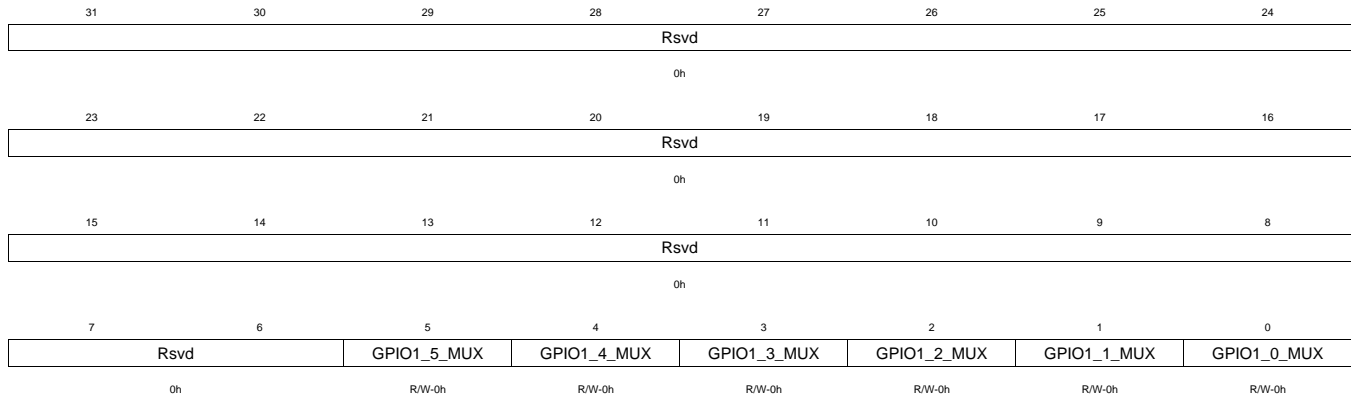 31 30 29 28 27 26 25 24
Rsvd
0h
23 22 21 20 19 18 17 16
Rsvd
0h
15 14 13 12 11 10 9 8
Rsvd
0h
7 6 5 4 3 2 1 0
Rsvd GPIO1_5_MUX GPIO1_4_MUX GPIO1_3_MUX GPIO1_2_MUX GPIO1_1_MUX GPIO1_0_MUX
0h R/W-0h R/W-0h R/W-0h R/W-0h R/W-0h R/W-0h